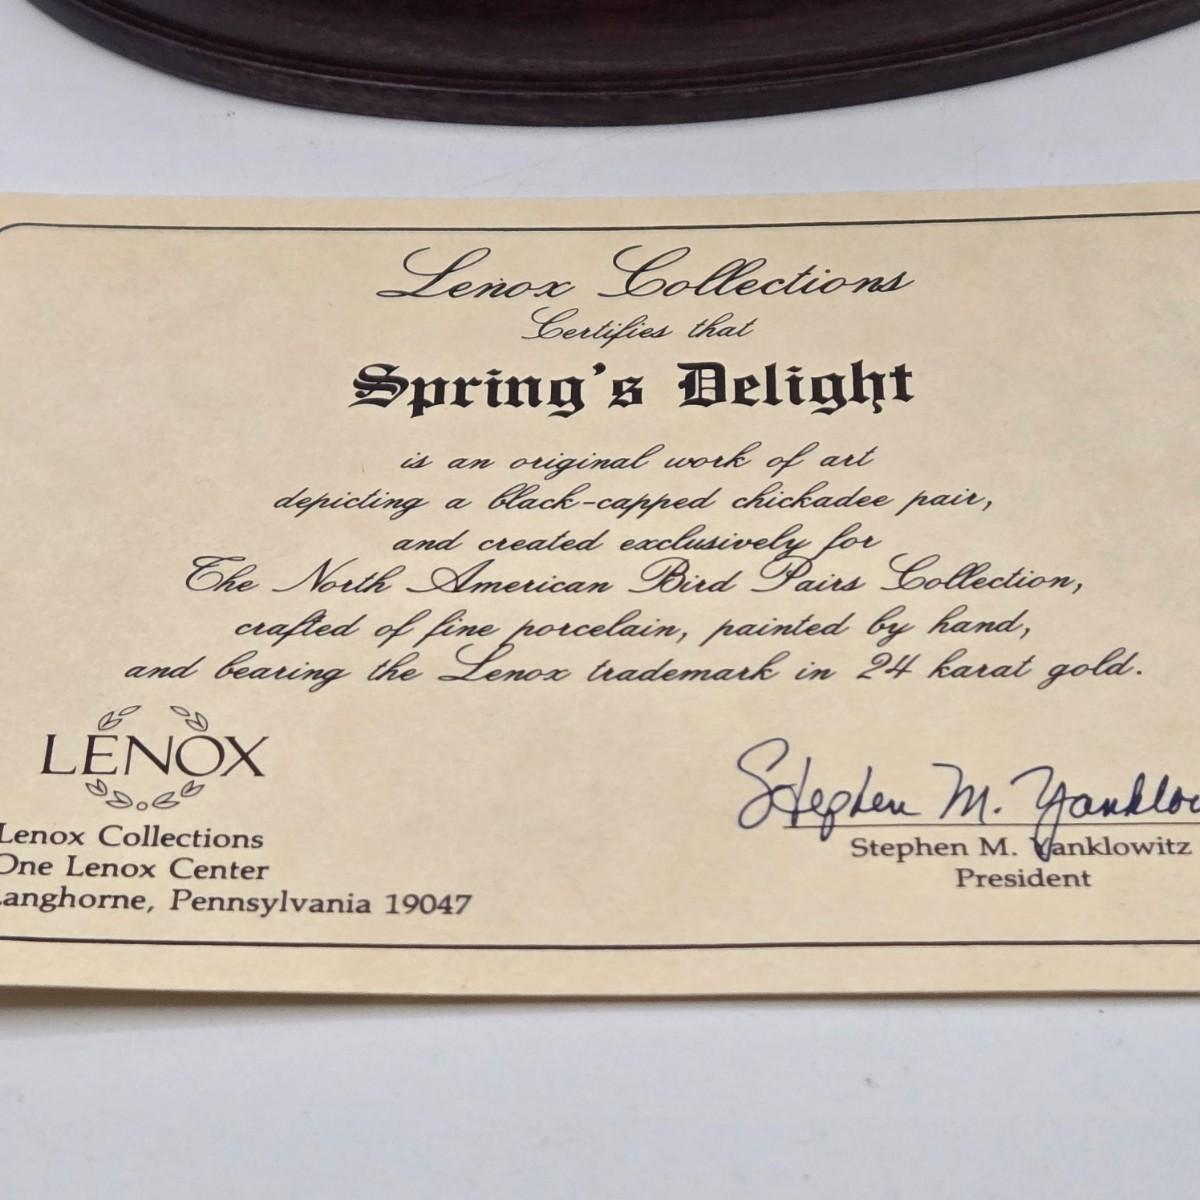 Lenox Collections
Certifies that
Spring's Delight
is an original work of art
depicting a black-capped chickadee pair,
and created exclusively for
The North American Bird Pairs Collection,
crafted of fine porcelain, painted by hand,
and bearing the Lenox trademark in 24 karat gold.
LENOX
Lenox Collections
One Lenox Center
Langhorne, Pennsylvania 19047
Stephen M. Yanklowitz
Stephen M. Yanklowitz
President